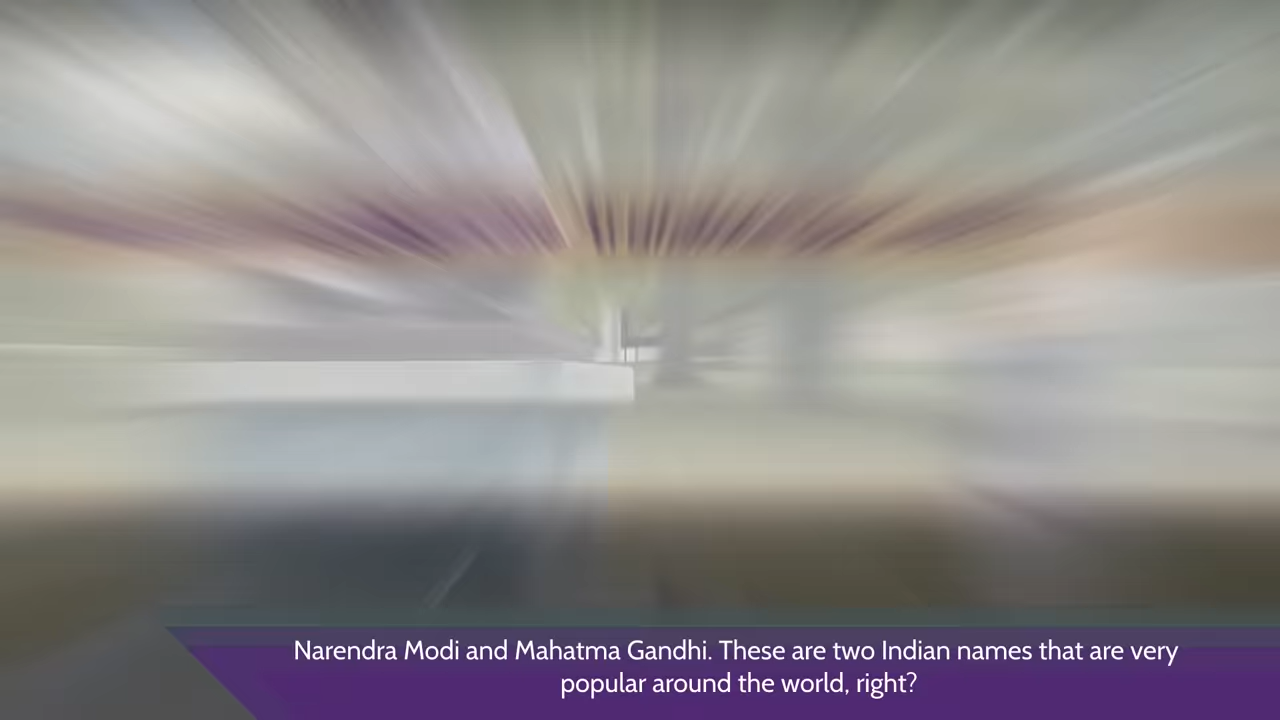 Narendra Modi and Mahatma Gandhi. These are two Indian names that are very
popular around the world, right?